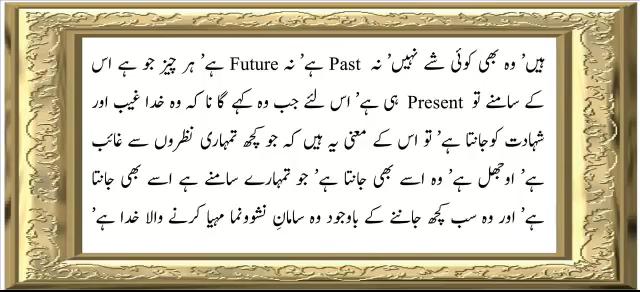 ہیں’ وہ بھی کوئی شے نہیں’ نہ Past ہے’ نہ Future ہے’ ہر چیز جو ہے اس
کے سامنے تو Present ہی ہے’ اس لئے جب وہ کہے گا نا کہ وہ خدا غیب اور
شہادت کو جانتا ہے’ تو اس کے معنی یہ ہیں کہ جو کچھ تمہاری نظروں سے غائب
ہے’ اوجھل ہے’ وہ اسے بھی جانتا ہے’ جو تمہارے سامنے ہے اسے بھی جانتا
ہے’ اور وہ سب کچھ جاننے کے باوجود وہ سامانِ نشوونما مہیا کرنے والا خدا ہے’